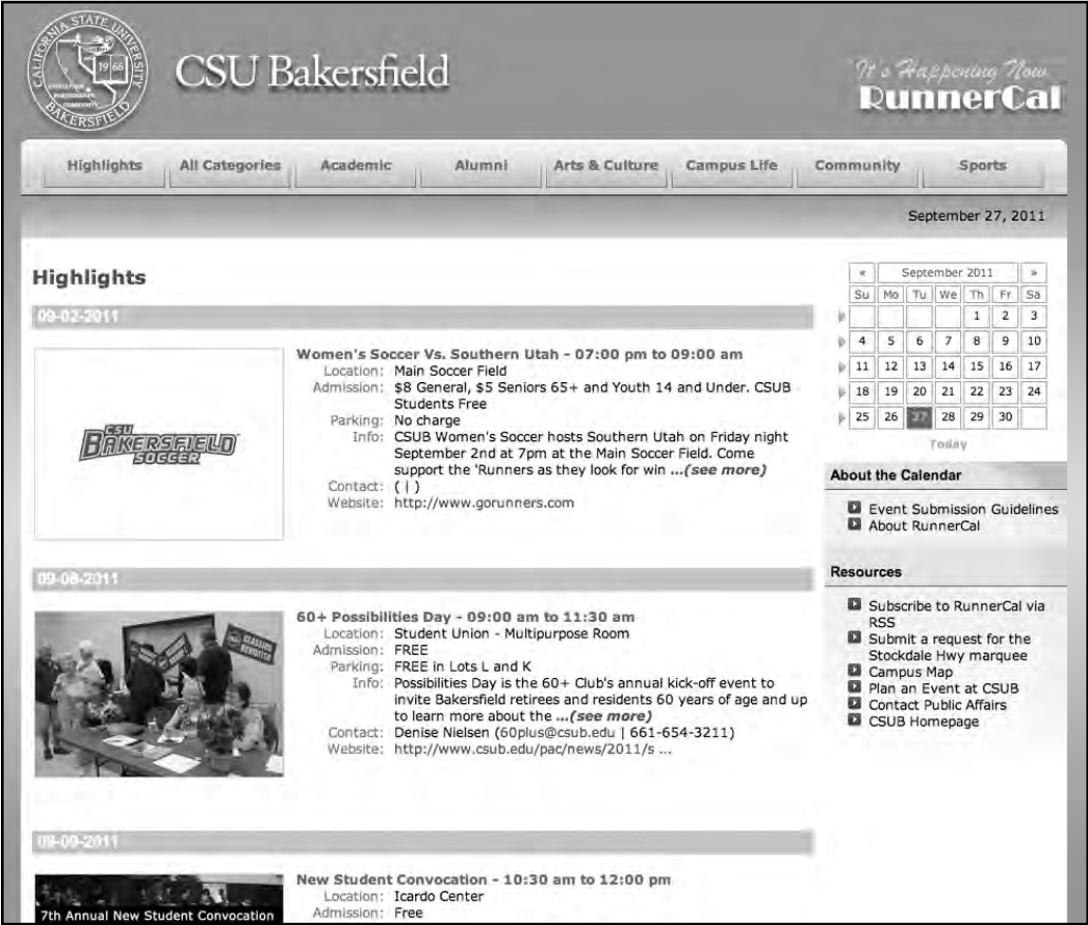 CALIFORNIA STATE UNIVERSITY
1965
BAKERSFIELD
CSU Bakersfield
It's Happening Now
RunnerCal
Highlights All Categories Academic Alumni Arts & Culture Campus Life Community Sports
September 27, 2011
Highlights
09-02-2011
CSU
BAKERSFIELD
SOCCER
Women's Soccer Vs. Southern Utah - 07:00 pm to 09:00 am
Location: Main Soccer Field
Admission: $8 General, $5 Seniors 65+ and Youth 14 and Under. CSUB
Students Free
Parking: No charge
Info: CSUB Women's Soccer hosts Southern Utah on Friday night
September 2nd at 7pm at the Main Soccer Field. Come
support the 'Runners as they look for win ...(see more)
Contact: ( | )
Website: http://www.gorunners.com
09-08-2011
CLASSICS
REVISITED
60+ Possibilities Day - 09:00 am to 11:30 am
Location: Student Union - Multipurpose Room
Admission: FREE
Parking: FREE in Lots L and K
Info: Possibilities Day is the 60+ Club's annual kick-off event to
invite Bakersfield retirees and residents 60 years of age and up
to learn more about the ...(see more)
Contact: Denise Nielsen (60plus@csub.edu | 661-654-3211)
Website: http://www.csub.edu/pac/news/2011/s ...
09-09-2011
7th Annual New Student Convocation
New Student Convocation - 10:30 am to 12:00 pm
Location: Icardo Center
Admission: Free
« September 2011 »
Su Mo Tu We Th Fr Sa
1 2 3
4 5 6 7 8 9 10
11 12 13 14 15 16 17
18 19 20 21 22 23 24
25 26 27 28 29 30
Today
About the Calendar
Event Submission Guidelines
About RunnerCal
Resources
Subscribe to RunnerCal via
RSS
Submit a request for the
Stockdale Hwy marquee
Campus Map
Plan an Event at CSUB
Contact Public Affairs
CSUB Homepage